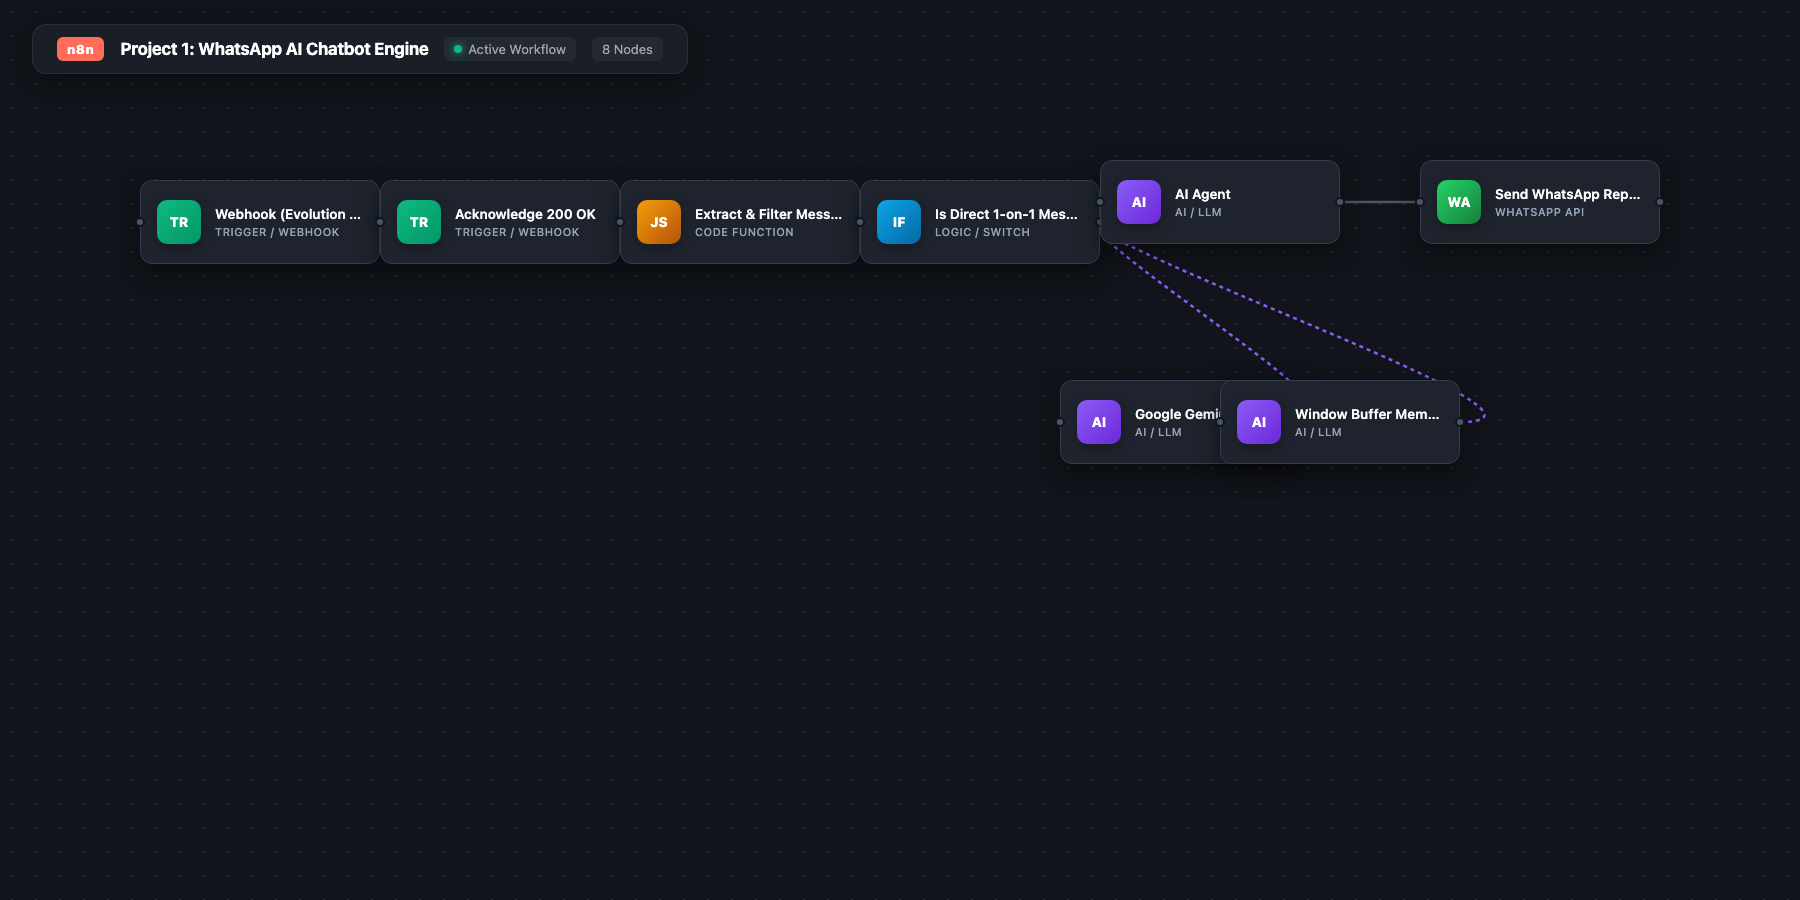 n8n Project 1: WhatsApp AI Chatbot Engine Active Workflow 8 Nodes
TR Webhook (Evolution ...
TRIGGER / WEBHOOK
TR Acknowledge 200 OK
TRIGGER / WEBHOOK
JS Extract & Filter Mess...
CODE FUNCTION
IF Is Direct 1-on-1 Mes...
LOGIC / SWITCH
AI AI Agent
AI / LLM
WA Send WhatsApp Rep...
WHATSAPP API
AI Google Gemi
AI / LLM
AI Window Buffer Mem...
AI / LLM